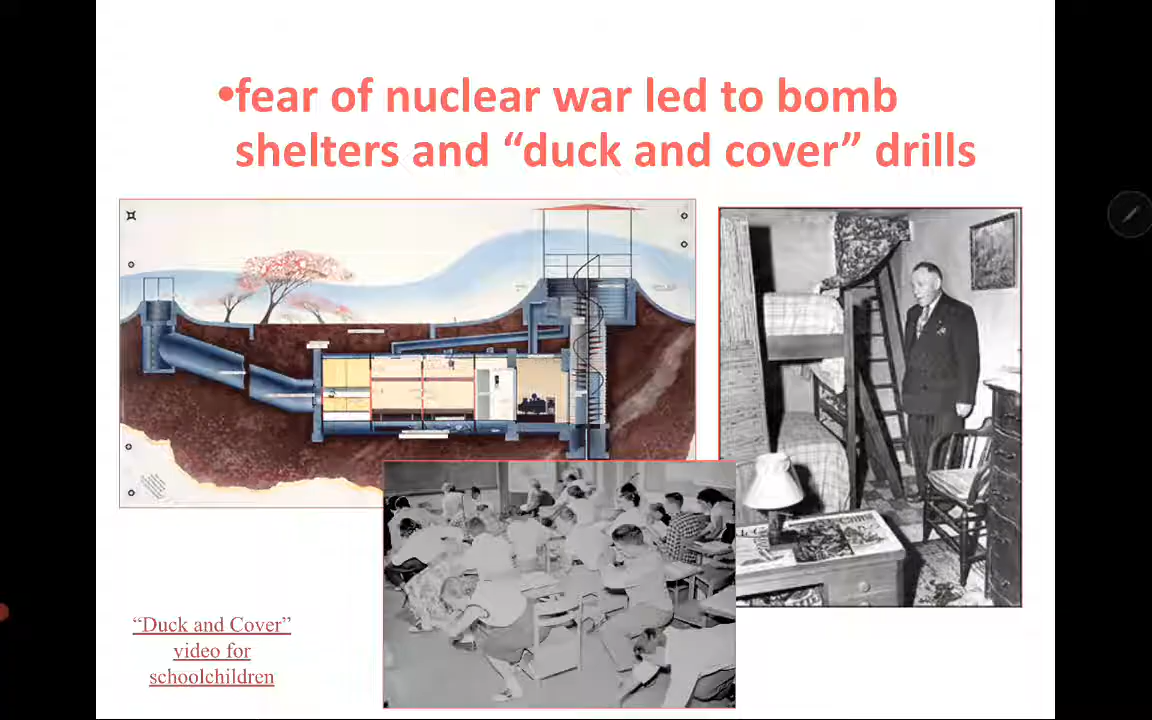 •fear of nuclear war led to bomb
shelters and “duck and cover” drills
“Duck and Cover”
video for
schoolchildren